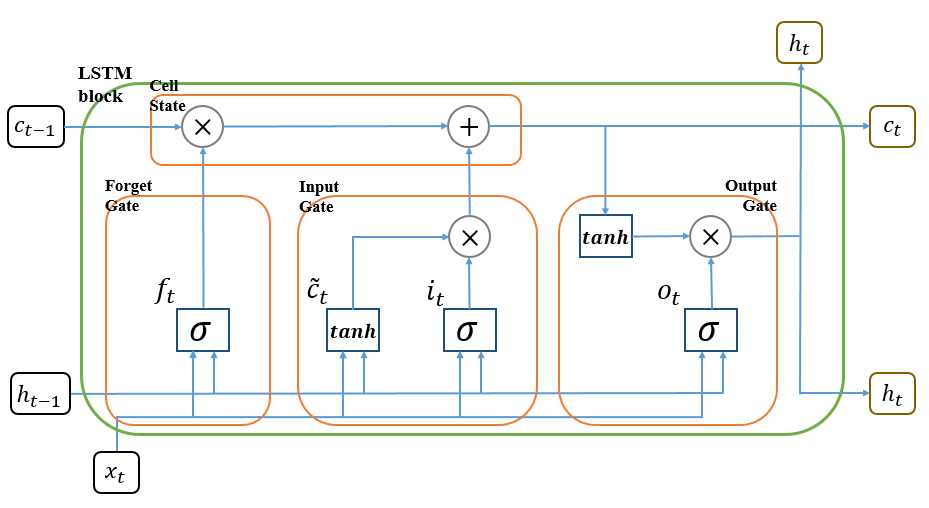 h_t
LSTM
block
Cell
State
c_{t-1}
×
+
c_t
Forget
Gate
Input
Gate
Output
Gate
tanh
×
×
f_t
c̃_t
i_t
o_t
σ
tanh
σ
σ
h_{t-1}
h_t
x_t